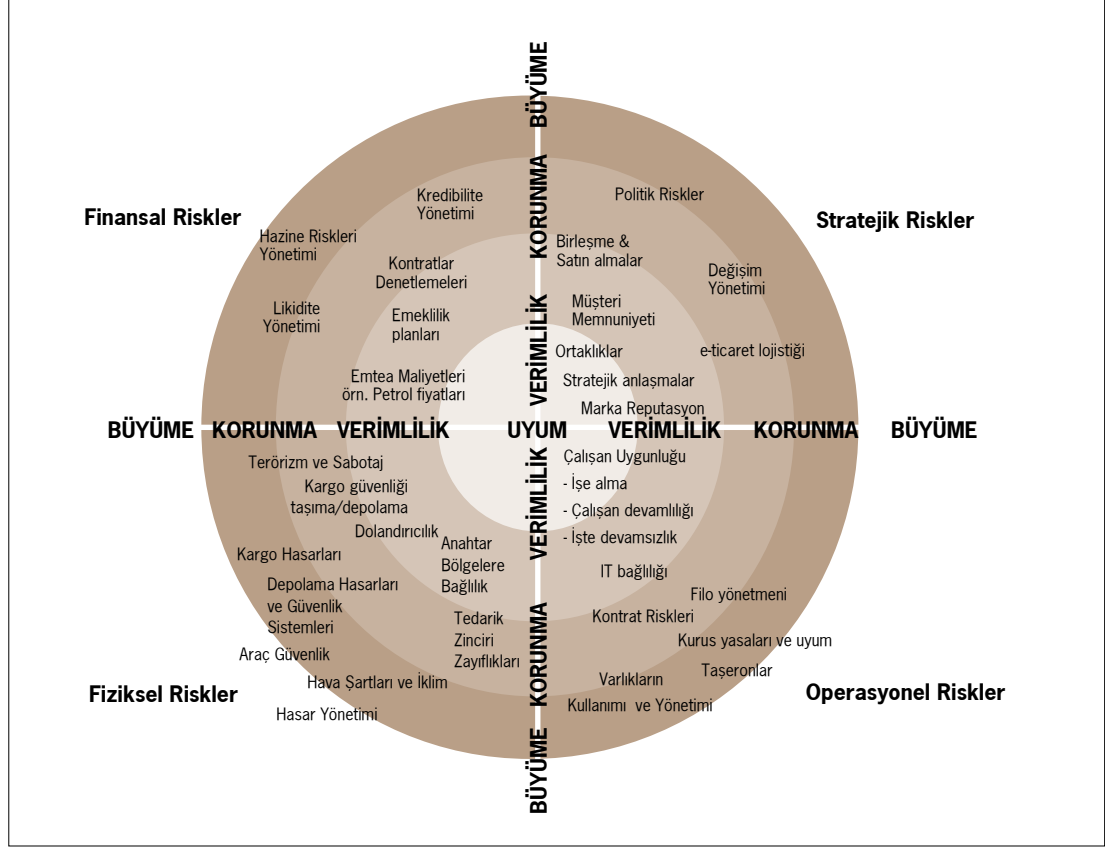 BÜYÜME
KORUNMA
VERİMLİLİK
Finansal Riskler
Kredibilite
Yönetimi
Hazine Riskleri
Yönetimi
Kontratlar
Denetlemeleri
Likidite
Yönetimi
Emeklilik
planları
Emtea Maliyetleri
örn. Petrol fiyatları
Stratejik Riskler
Politik Riskler
Birleşme &
Satın almalar
Değişim
Yönetimi
Müşteri
Memnuniyeti
Ortaklıklar
e-ticaret lojistiği
Stratejik anlaşmalar
Marka Reputasyon
BÜYÜME KORUNMA VERİMLİLİK UYUM VERİMLİLİK KORUNMA BÜYÜME
Terörizm ve Sabotaj
Kargo güvenliği
taşıma/depolama
Dolandırıcılık
Anahtar
Bölgelere
Bağlılık
Kargo Hasarları
Depolama Hasarları
ve Güvenlik
Sistemleri
Tedarik
Zinciri
Zayıflıkları
Araç Güvenlik
Hava Şartları ve İklim
Hasar Yönetimi
Fiziksel Riskler
VERİMLİLİK
KORUNMA
BÜYÜME
Çalışan Uygunluğu
- İşe alma
- Çalışan devamlılığı
- İşte devamsızlık
IT bağlılığı
Filo yönetmeni
Kontrat Riskleri
Kurus yasaları ve uyum
Taşeronlar
Varlıkların
Kullanımı ve Yönetimi
Operasyonel Riskler